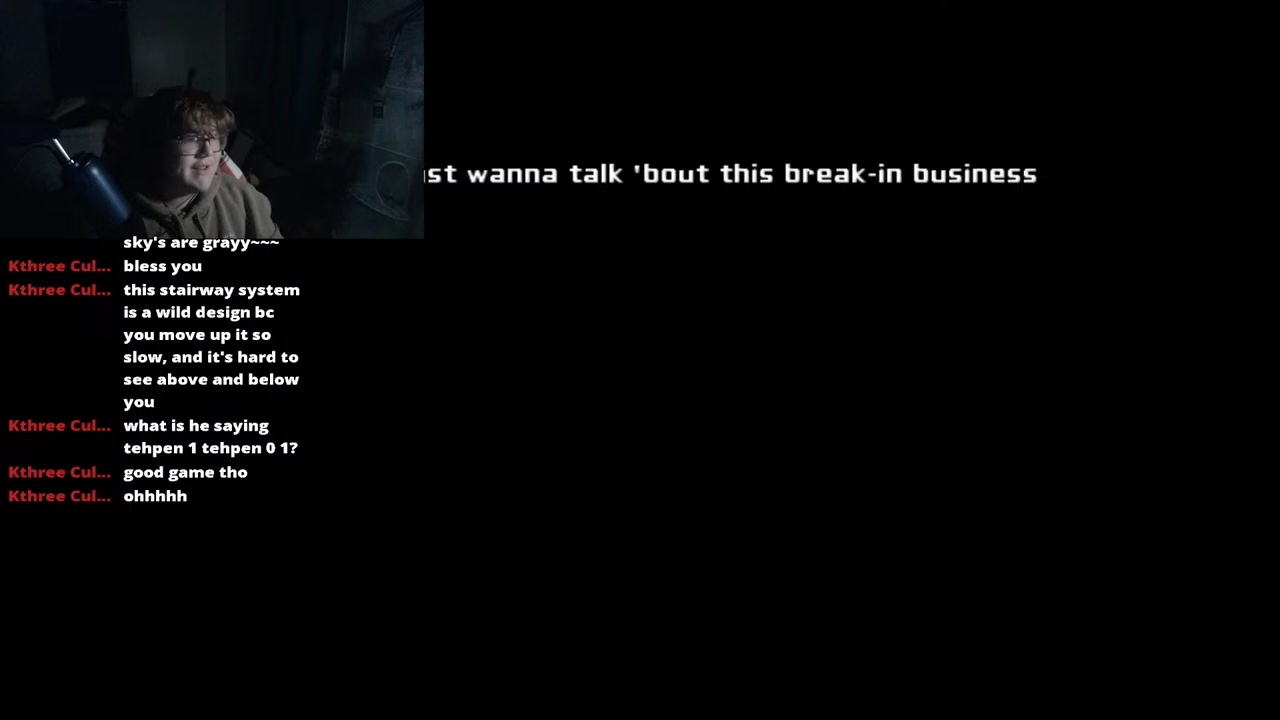 wanna talk 'bout this break-in business
sky's are grayy~~~
Kthree Cul... bless you
Kthree Cul... this stairway system
is a wild design bc
you move up it so
slow, and it's hard to
see above and below
you
Kthree Cul... what is he saying
tehpen 1 tehpen 0 1?
Kthree Cul... good game tho
Kthree Cul... ohhhhh